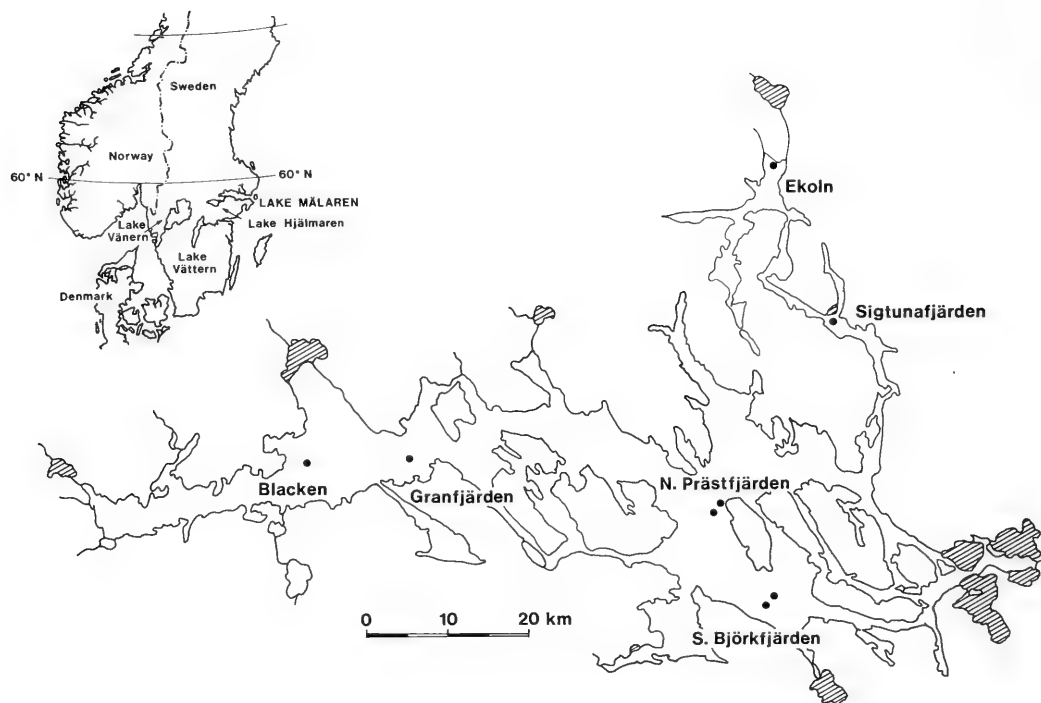 Sweden
Norway
60° N
60° N
LAKE MÄLAREN
Lake Hjälmaren
Lake
Vänern
Lake
Vättern
Denmark
Ekoln
Sigtunafjärden
N. Prästfjärden
Blacken
Granfjärden
S. Björkfjärden
0 10 20 km